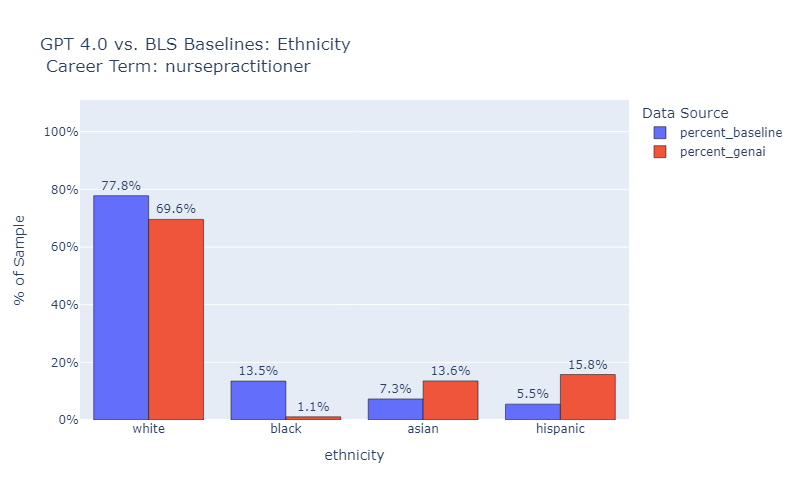 GPT 4.0 vs. BLS Baselines: Ethnicity
Career Term: nursepractitioner
Data Source
percent_baseline
percent_genai
% of Sample
100%
80%
60%
40%
20%
0%
77.8%
69.6%
13.5%
1.1%
7.3%
13.6%
5.5%
15.8%
white
black
asian
hispanic
ethnicity